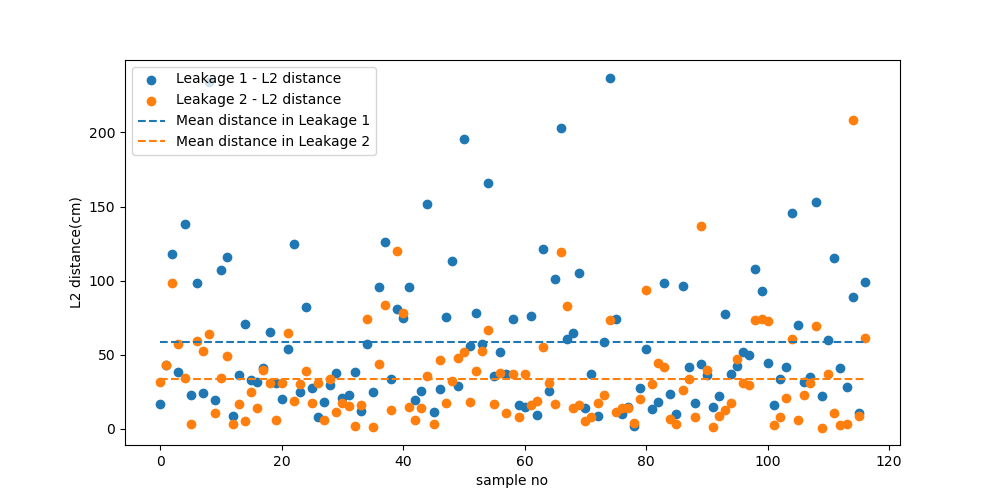 Leakage 1 - L2 distance
Leakage 2 - L2 distance
Mean distance in Leakage 1
Mean distance in Leakage 2
L2 distance(cm)
200
150
100
50
0
0 20 40 60 80 100 120
sample no